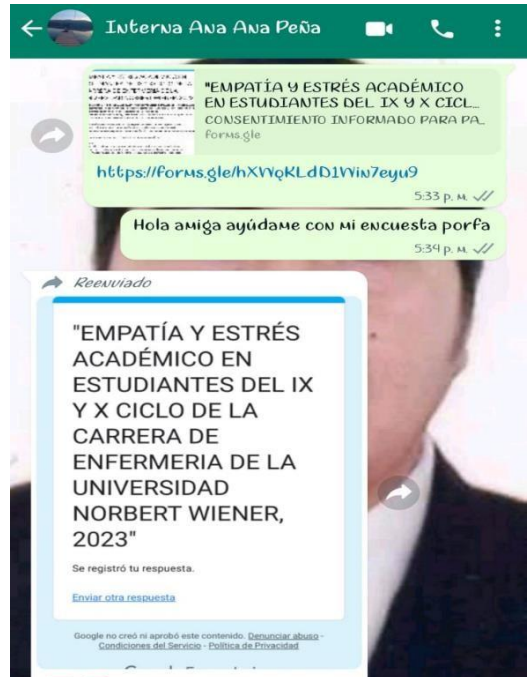 Interna Ana Ana Peña
"EMPATÍA Y ESTRÉS ACADÉMICO
EN ESTUDIANTES DEL IX Y X CICL...
CONSENTIMIENTO INFORMADO PARA PA...
forms.gle
https://forms.gle/hXWqKLdD1Win7eyu9
5:33 p. m.
Hola amiga ayúdame con mi encuesta porfa
5:34 p. m.
Reenviado
"EMPATÍA Y ESTRÉS
ACADÉMICO EN
ESTUDIANTES DEL IX
Y X CICLO DE LA
CARRERA DE
ENFERMERIA DE LA
UNIVERSIDAD
NORBERT WIENER,
2023"
Se registró tu respuesta.
Enviar otra respuesta
Google no creó ni aprobó este contenido. Denunciar abuso -
Condiciones del Servicio - Política de Privacidad